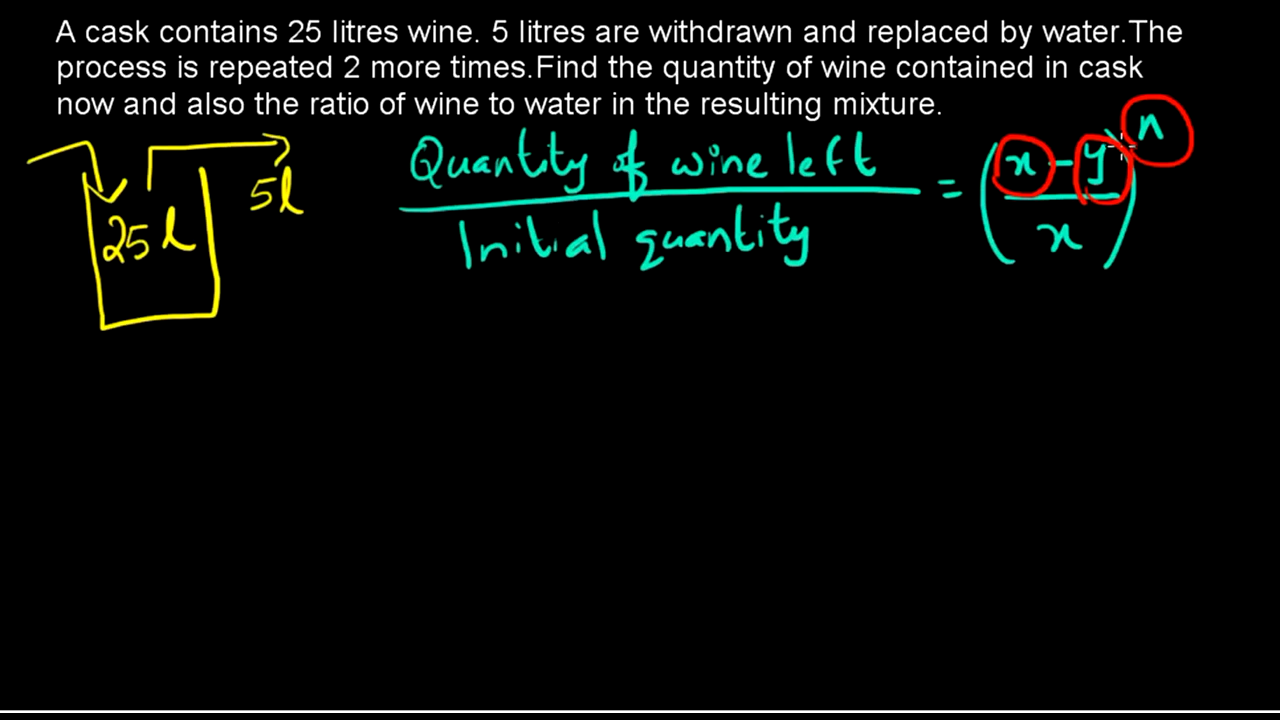 A cask contains 25 litres wine. 5 litres are withdrawn and replaced by water.The
process is repeated 2 more times.Find the quantity of wine contained in cask
now and also the ratio of wine to water in the resulting mixture.
25 l
5l
Quantity of wine left
Initial quantity
= (x - y
x)
n